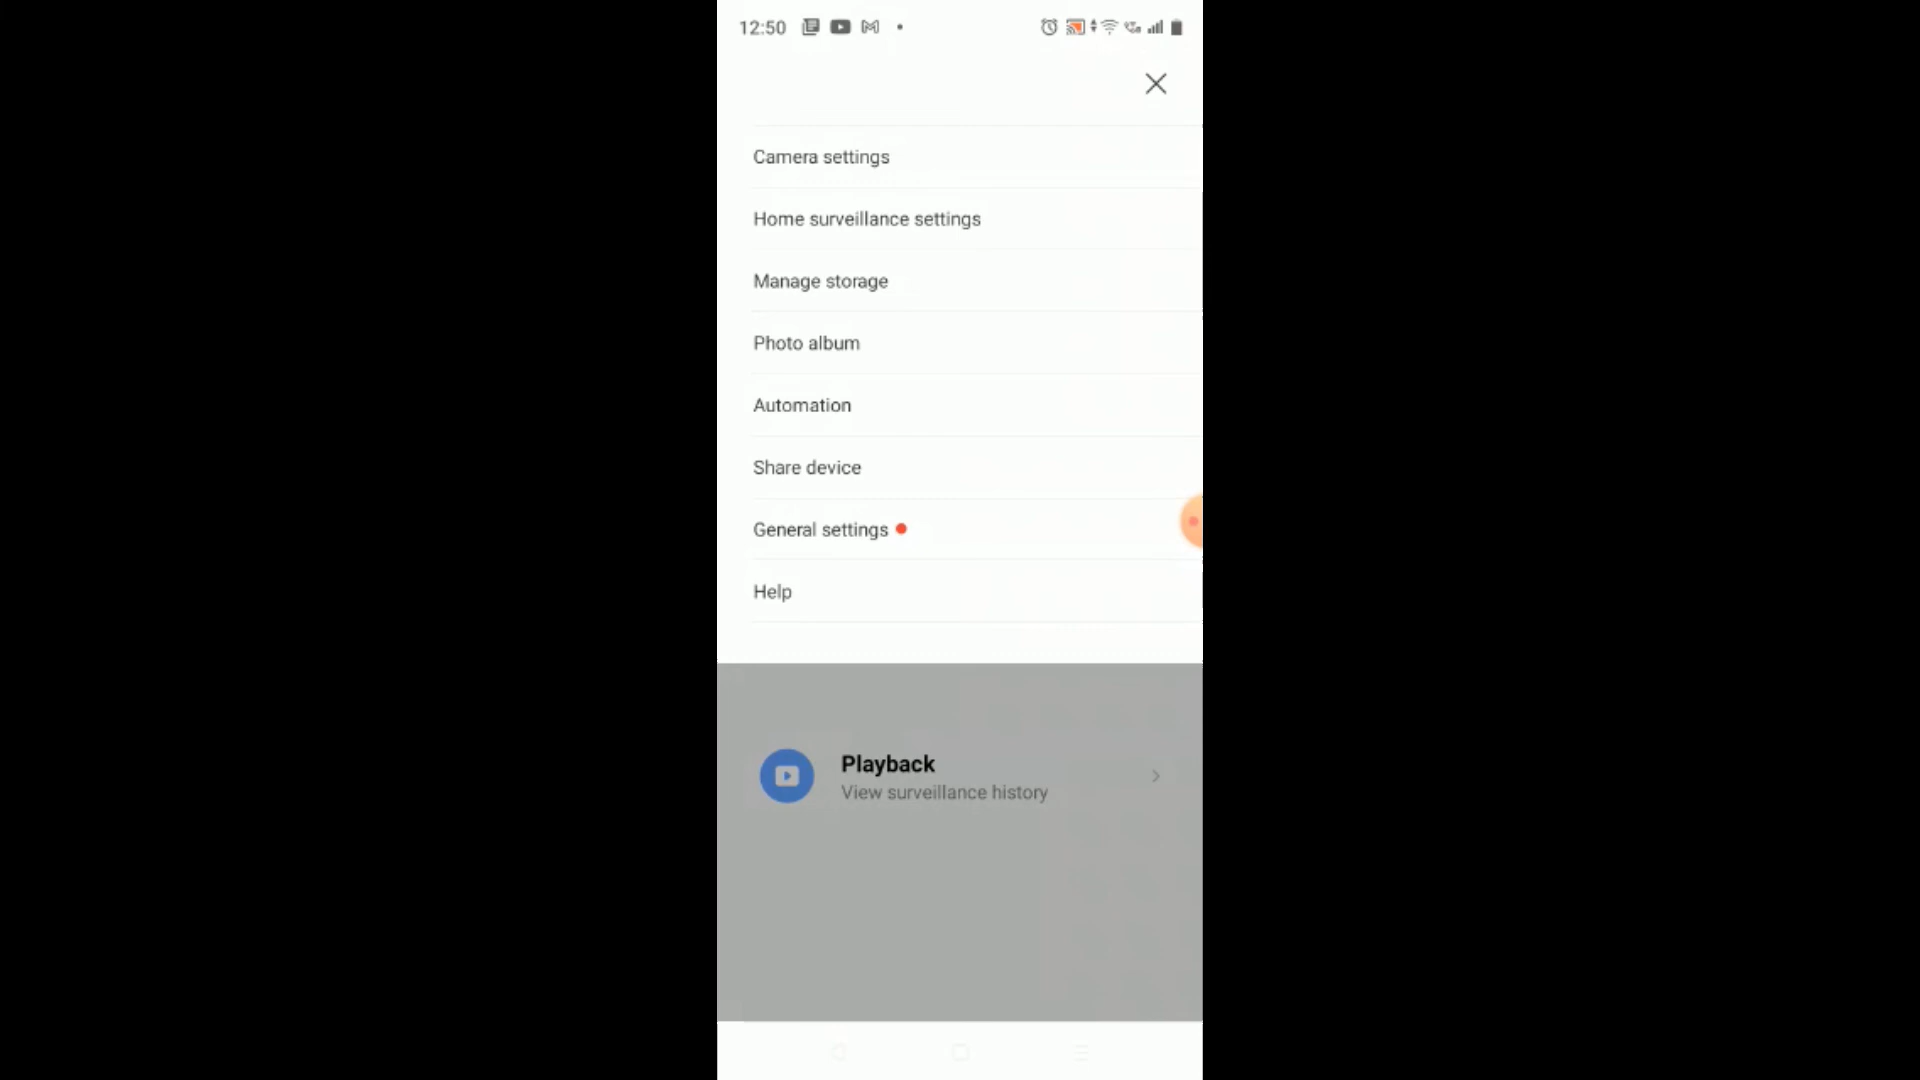 12:50
Camera settings
Home surveillance settings
Manage storage
Photo album
Automation
Share device
General settings
Help
Playback
View surveillance history